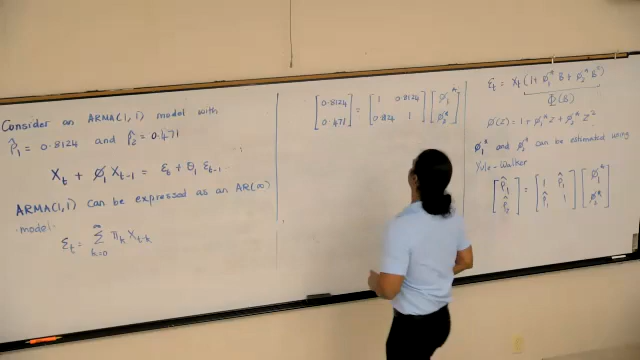 Consider an ARMA(1,1) model with
ρ̂₁ = 0.8124 and ρ̂₂ = 0.471
Xₜ + ϕ₁Xₜ₋₁ = εₜ + θ₁ εₜ₋₁
ARMA(1,1) can be expressed as an AR(∞)
model.
εₜ = ∑_{k=0}^{∞} πₖ Xₜ₋ₖ
[0.8124; 0.471] = [1 0.8124; 0.8124 1] [ϕ₁*; ϕ₂*]
εₜ = Xₜ(1 + ϕ₁* B + ϕ₂* B²)
Φ(B)
ϕ(z) = 1 + ϕ₁* z + ϕ₂* z²
ϕ₁* and ϕ₂* can be estimated using
Yule-Walker
[ρ̂₁; ρ̂₂] = [1 ρ̂₁; ρ̂₁ 1] [ϕ₁*; ϕ₂*]